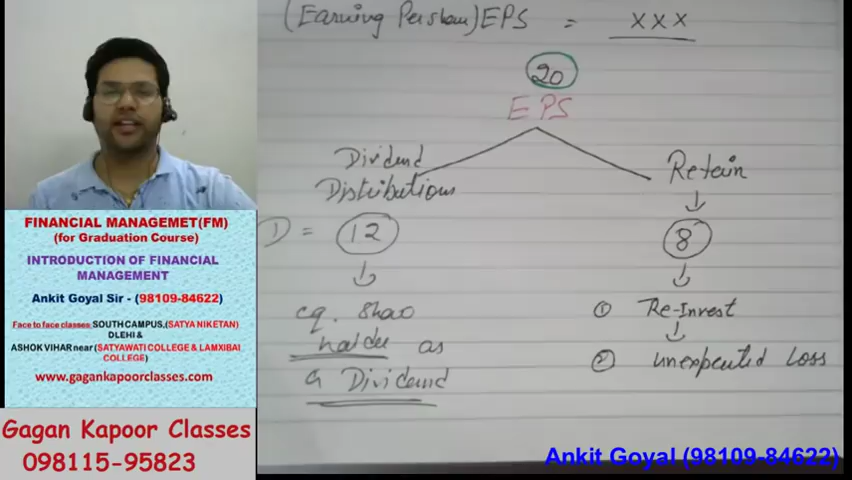 (Earning Per share) EPS = xxx
20
EPS
Dividend
Distributions
Retain
D = 12
8
eq. Share
holder as
a Dividend
① Re-Invest
② unexpected Loss
FINANCIAL MANAGEMET(FM)
(for Graduation Course)
INTRODUCTION OF FINANCIAL
MANAGEMENT
Ankit Goyal Sir - (98109-84622)
Face to face classes: SOUTH CAMPUS,(SATYA NIKETAN)
DLEHI &
ASHOK VIHAR near (SATYAWATI COLLEGE & LAMXIBAI
COLLEGE)
www.gagankapoorclasses.com
Gagan Kapoor Classes
098115-95823
Ankit Goyal (98109-84622)